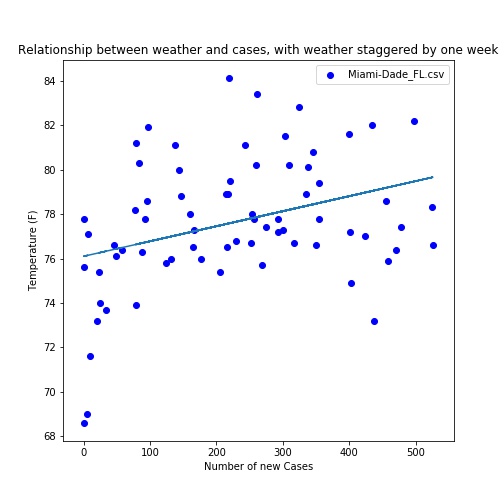 Relationship between weather and cases, with weather staggered by one week
Miami-Dade_FL.csv
84
82
80
78
76
74
72
70
68
Temperature (F)
0 100 200 300 400 500
Number of new Cases